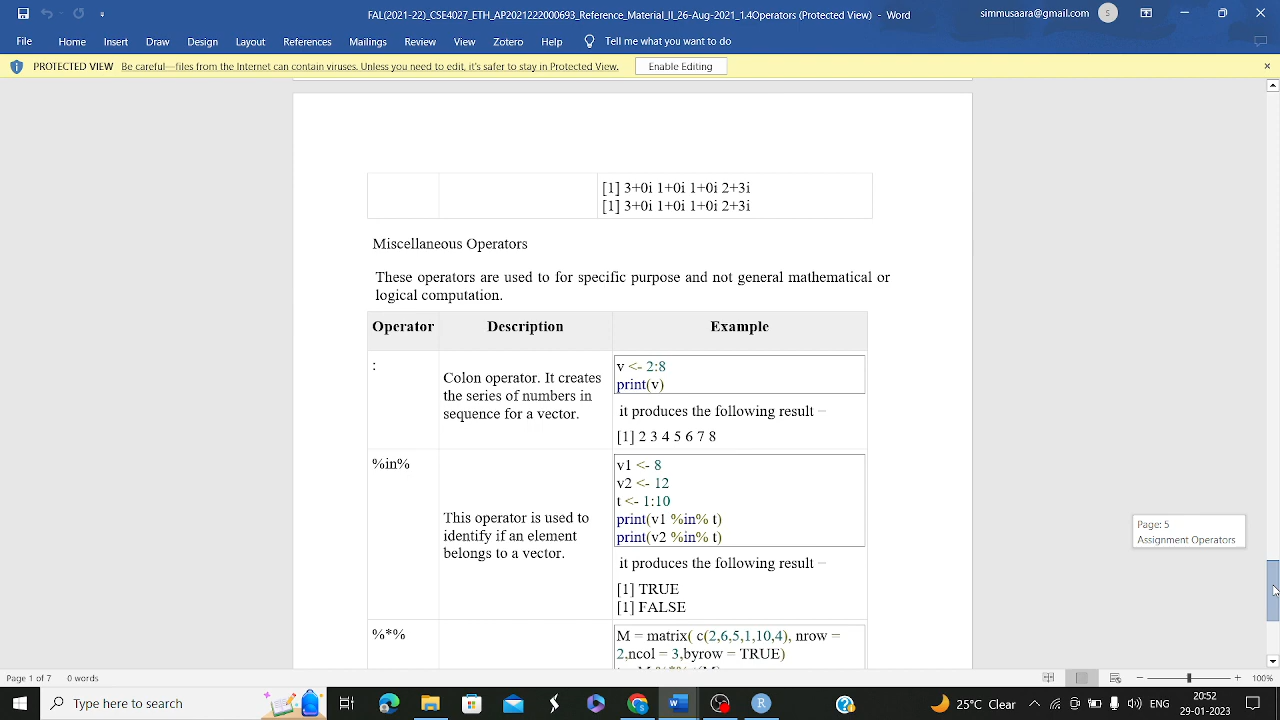 FAL(2021-22)_CSE4027_ETH_AP2021222000693_Reference_Material_II_26-Aug-2021_1.4Operators (Protected View) - Word
simmusaara@gmail.com S
File Home Insert Draw Design Layout References Mailings Review View Zotero Help Tell me what you want to do
PROTECTED VIEW Be careful—files from the Internet can contain viruses. Unless you need to edit, it's safer to stay in Protected View. Enable Editing
[1] 3+0i 1+0i 1+0i 2+3i
[1] 3+0i 1+0i 1+0i 2+3i
Miscellaneous Operators
These operators are used to for specific purpose and not general mathematical or
logical computation.
Operator Description Example
:
Colon operator. It creates
the series of numbers in
sequence for a vector.
v <- 2:8
print(v)
it produces the following result −
[1] 2 3 4 5 6 7 8
%in%
This operator is used to
identify if an element
belongs to a vector.
v1 <- 8
v2 <- 12
t <- 1:10
print(v1 %in% t)
print(v2 %in% t)
it produces the following result −
[1] TRUE
[1] FALSE
%*%
M = matrix( c(2,6,5,1,10,4), nrow =
2,ncol = 3,byrow = TRUE)
Page: 5
Assignment Operators
Page 1 of 7 0 words
100%
Type here to search
25°C Clear
ENG
20:52
29-01-2023